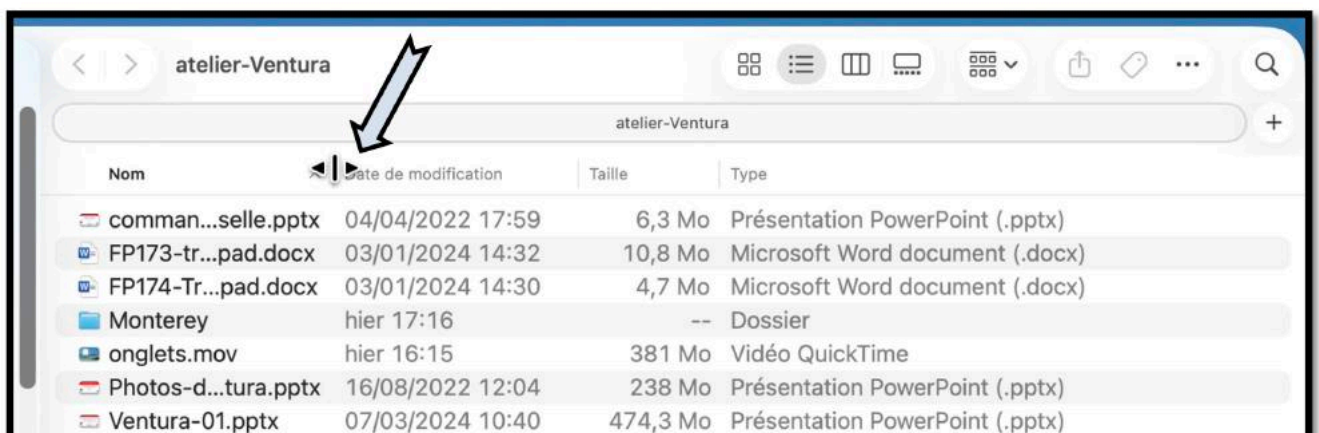 atelier-Ventura
atelier-Ventura
Nom Date de modification Taille Type
comman...selle.pptx 04/04/2022 17:59 6,3 Mo Présentation PowerPoint (.pptx)
FP173-tr...pad.docx 03/01/2024 14:32 10,8 Mo Microsoft Word document (.docx)
FP174-Tr...pad.docx 03/01/2024 14:30 4,7 Mo Microsoft Word document (.docx)
Monterey hier 17:16 -- Dossier
onglets.mov hier 16:15 381 Mo Vidéo QuickTime
Photos-d...tura.pptx 16/08/2022 12:04 238 Mo Présentation PowerPoint (.pptx)
Ventura-01.pptx 07/03/2024 10:40 474,3 Mo Présentation PowerPoint (.pptx)